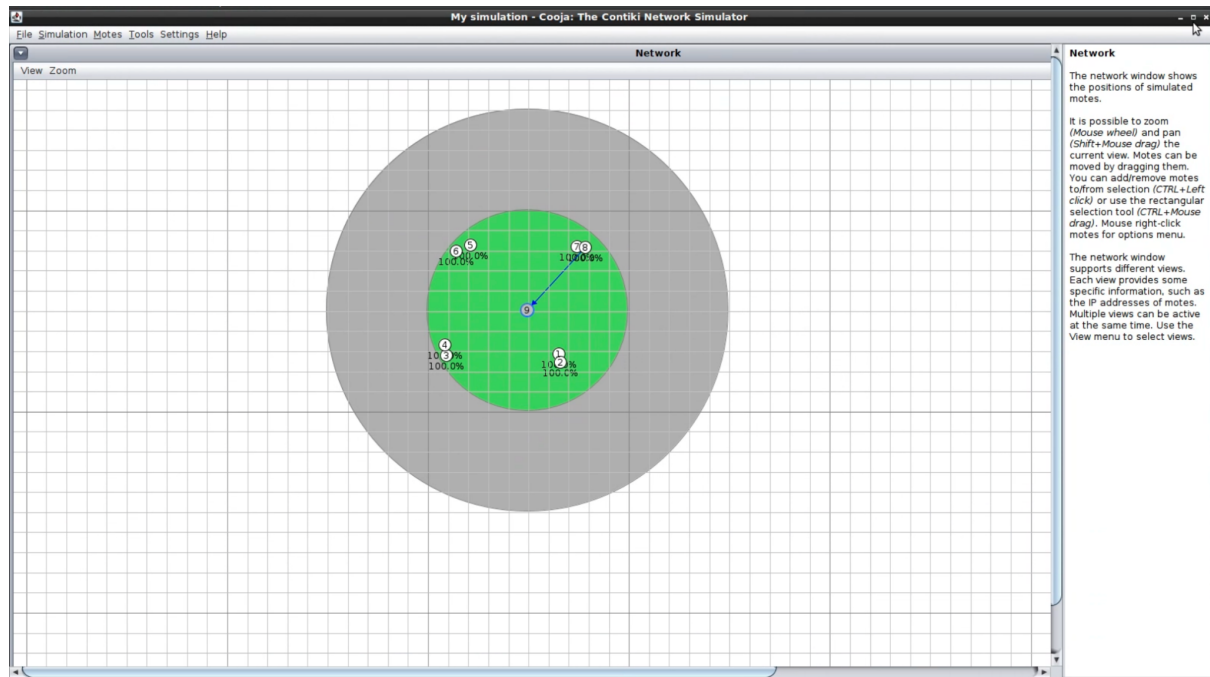 My simulation - Cooja: The Contiki Network Simulator
File Simulation Motes Tools Settings Help
Network
View Zoom
5
6
100.0%
7
8
9
4
3
100.0%
1
2
100.0%
Network
The network window shows
the positions of simulated
motes.
It is possible to zoom
(Mouse wheel) and pan
(Shift+Mouse drag) the
current view. Motes can be
moved by dragging them.
You can add/remove motes
to/from selection (CTRL+Left
click) or use the rectangular
selection tool (CTRL+Mouse
drag). Mouse right-click
motes for options menu.
The network window
supports different views.
Each view provides some
specific information, such as
the IP addresses of motes.
Multiple views can be active
at the same time. Use the
View menu to select views.